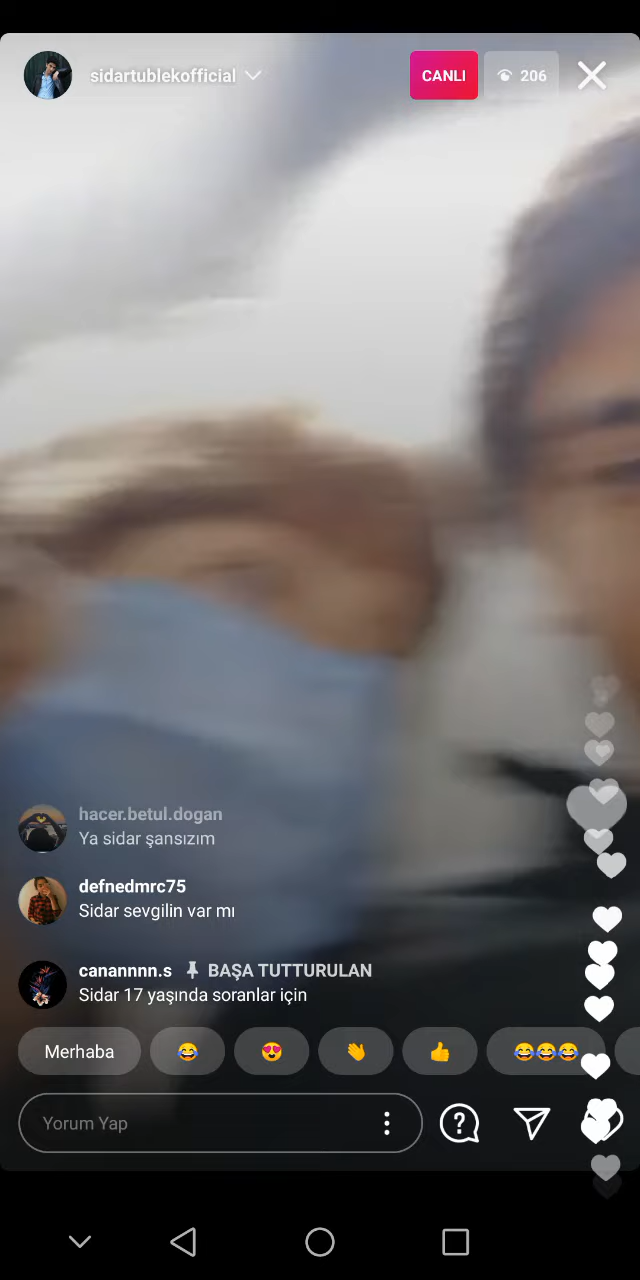 sidartublekofficial
CANLI
206
hacer.betul.dogan
Ya sidar şansızım
defnedmrc75
Sidar sevgilin var mı
canannnn.s BAŞA TUTTURULAN
Sidar 17 yaşında soranlar için
Merhaba
Yorum Yap